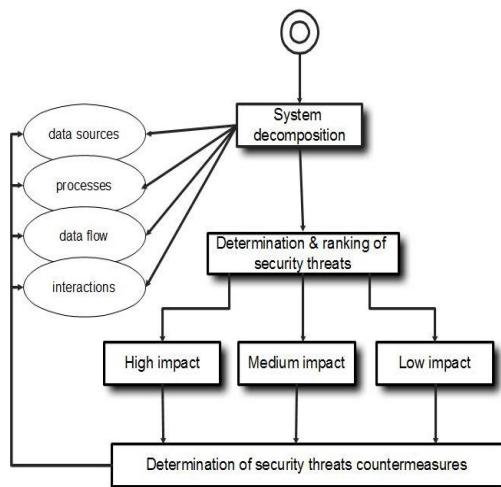 System
decomposition
data sources
processes
data flow
interactions
Determination & ranking of
security threats
High impact
Medium impact
Low impact
Determination of security threats countermeasures